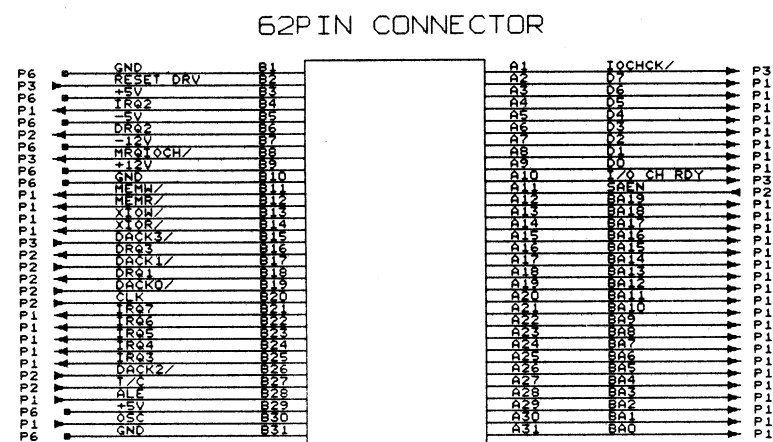 62PIN CONNECTOR
P6 GND B1 A1 IOCHCK/ P3
P3 RESET DRV B2 A2 D7 P1
P6 +5V B3 A3 D6 P1
P1 IRQ2 B4 A4 D5 P1
P6 -5V B5 A5 D4 P1
P2 DRQ2 B6 A6 D3 P1
P6 -12V B7 A7 D2 P1
P3 MRQIOCH/ B8 A8 D1 P1
P6 +12V B9 A9 D0 P1
P6 GND B10 A10 I/O CH RDY P3
P1 MEMW/ B11 A11 SAEN P2
P1 MEMR/ B12 A12 BA19 P1
P1 XIOW/ B13 A13 BA18 P1
P1 XIOR/ B14 A14 BA17 P1
P3 DACK3/ B15 A15 BA16 P1
P2 DRQ3 B16 A16 BA15 P1
P2 DACK1/ B17 A17 BA14 P1
P2 DRQ1 B18 A18 BA13 P1
P2 DACK0/ B19 A19 BA12 P1
P2 CLK B20 A20 BA11 P1
P1 IRQ7 B21 A21 BA10 P1
P1 IRQ6 B22 A22 BA9 P1
P1 IRQ5 B23 A23 BA8 P1
P1 IRQ4 B24 A24 BA7 P1
P1 IRQ3 B25 A25 BA6 P1
P2 DACK2/ B26 A26 BA5 P1
P2 T/C B27 A27 BA4 P1
P1 ALE B28 A28 BA3 P1
P6 +5V B29 A29 BA2 P1
P1 OSC B30 A30 BA1 P1
P6 GND B31 A31 BA0 P1